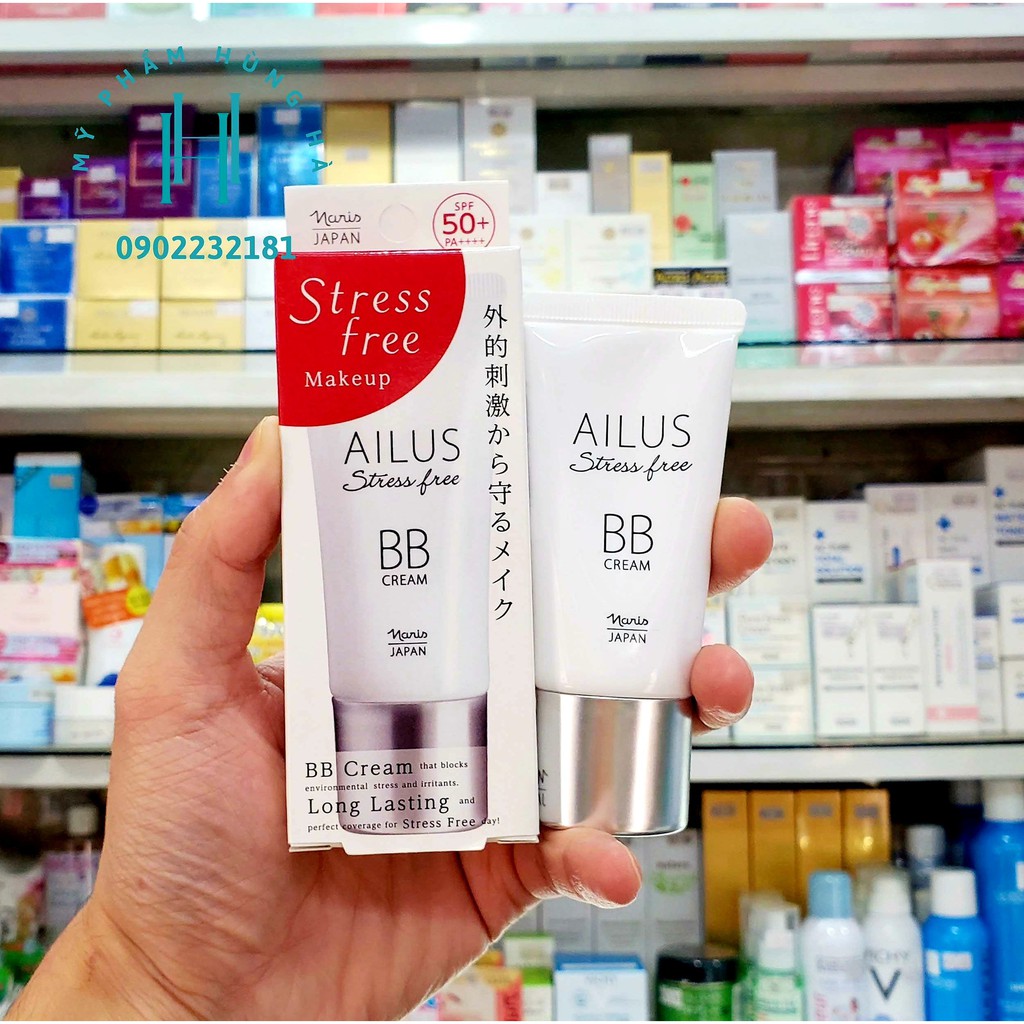 MỸ PHẨM HÙNG HÀ
H
0902232181
Naris
JAPAN
SPF
50+
PA++++
Stress
free
Makeup
外的刺激から守るメイク
AILUS
Stress free
BB
CREAM
Naris
JAPAN
BB Cream that blocks
environmental stress and irritants.
Long Lasting and
perfect coverage for Stress Free day!
AILUS
Stress free
BB
CREAM
Naris
JAPAN
VICHY